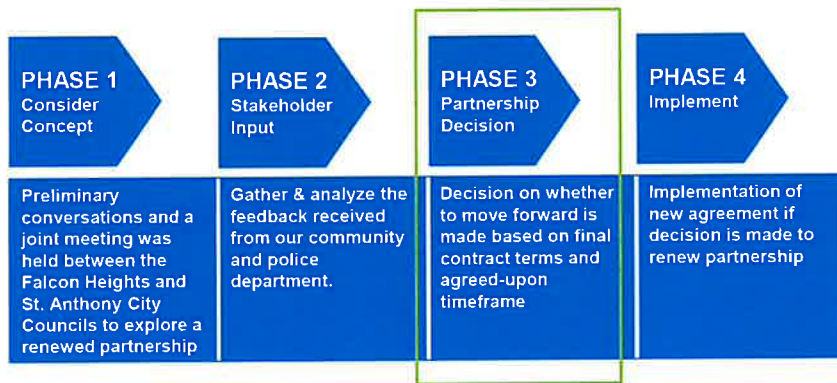 PHASE 1
Consider
Concept
PHASE 2
Stakeholder
Input
PHASE 3
Partnership
Decision
PHASE 4
Implement
Preliminary
conversations and a
joint meeting was
held between the
Falcon Heights and
St. Anthony City
Councils to explore a
renewed partnership
Gather & analyze the
feedback received
from our community
and police
department.
Decision on whether
to move forward is
made based on final
contract terms and
agreed-upon
timeframe
Implementation of
new agreement if
decision is made to
renew partnership